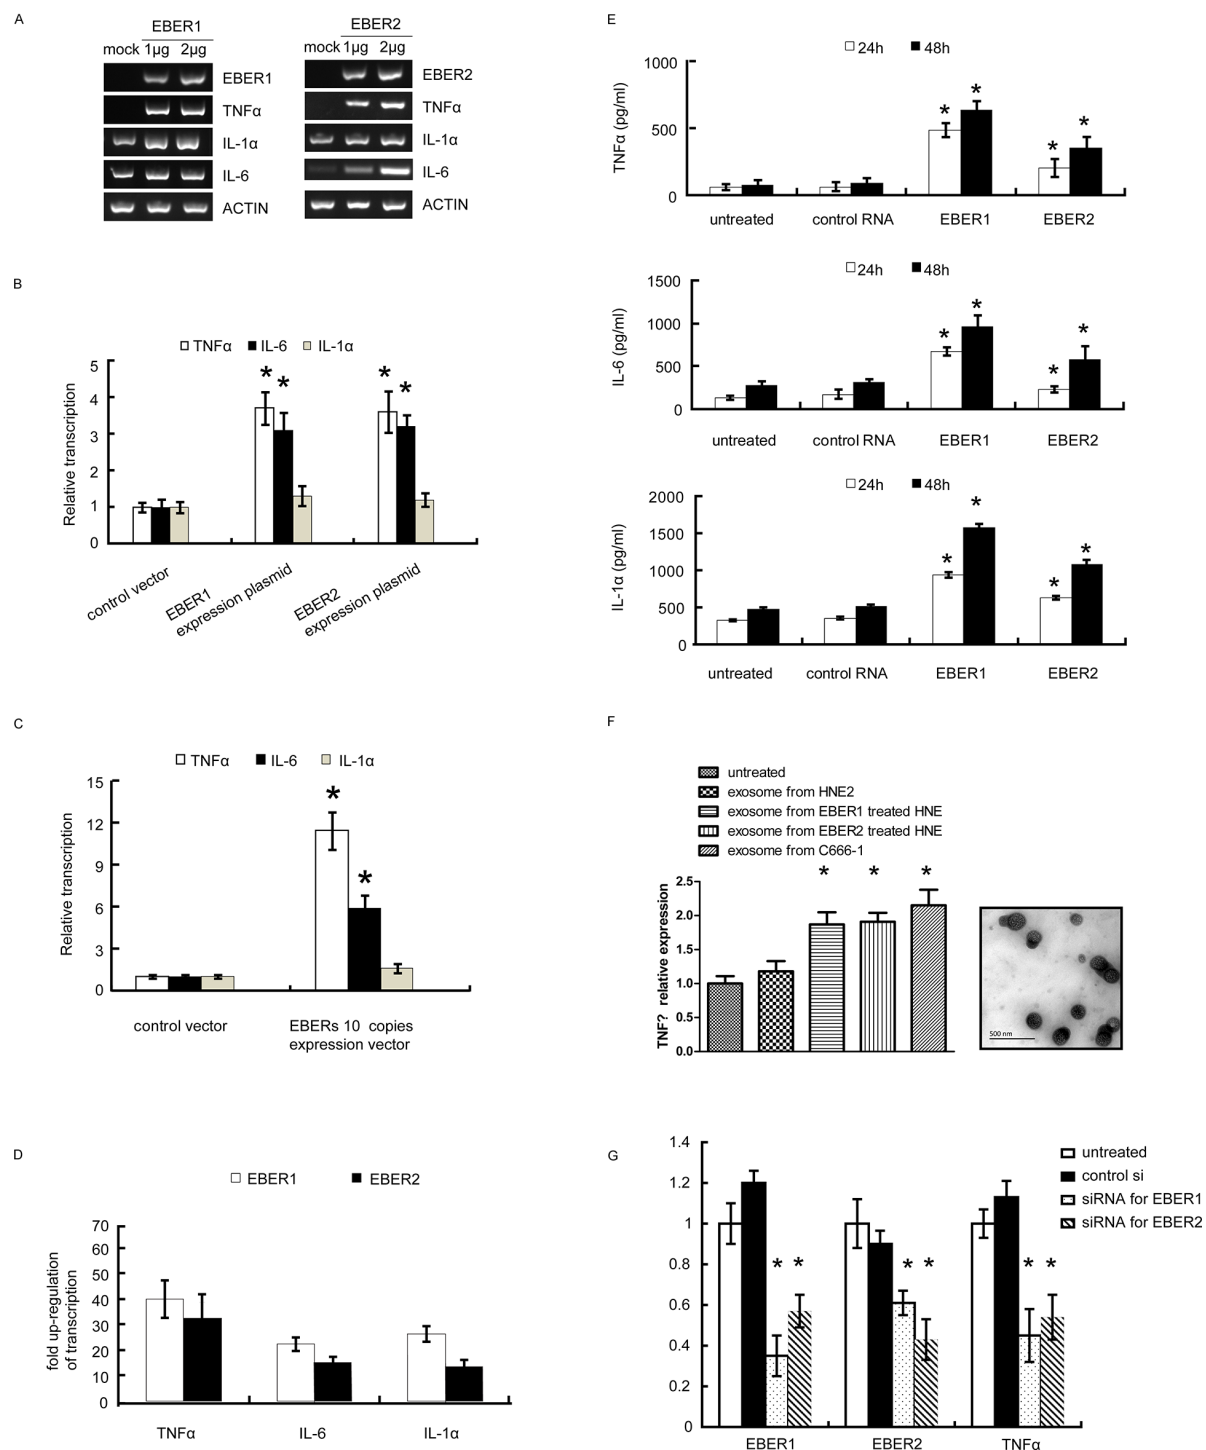 A
EBER1
mock 1μg 2μg
EBER1
TNFα
IL-1α
IL-6
ACTIN
EBER2
mock 1μg 2μg
EBER2
TNFα
IL-1α
IL-6
ACTIN
B
TNFα IL-6 IL-1α
Relative transcription
5
4
3
2
1
0
control vector
EBER1
expression plasmid
EBER2
expression plasmid
* * * *
C
TNFα IL-6 IL-1α
Relative transcription
15
12
9
6
3
0
* *
control vector
EBERs 10 copies
expression vector
D
EBER1 EBER2
fold up-regulation
of transcription
70
60
50
40
30
20
10
0
TNFα IL-6 IL-1α
E
24h 48h
TNFα (pg/ml)
1000
500
0
* * * *
untreated control RNA EBER1 EBER2
24h 48h
IL-6 (pg/ml)
1500
1000
500
0
* * * *
untreated control RNA EBER1 EBER2
24h 48h
IL-1α (pg/ml)
2000
1500
1000
500
0
* * * *
untreated control RNA EBER1 EBER2
F
untreated
exosome from HNE2
exosome from EBER1 treated HNE
exosome from EBER2 treated HNE
exosome from C666-1
* * *
TNF? relative expression
2.5
2.0
1.5
1.0
0.5
0.0
500 nm
G
untreated
control si
siRNA for EBER1
siRNA for EBER2
1.4
1.2
1
0.8
0.6
0.4
0.2
0
* * * * * *
EBER1 EBER2 TNFα